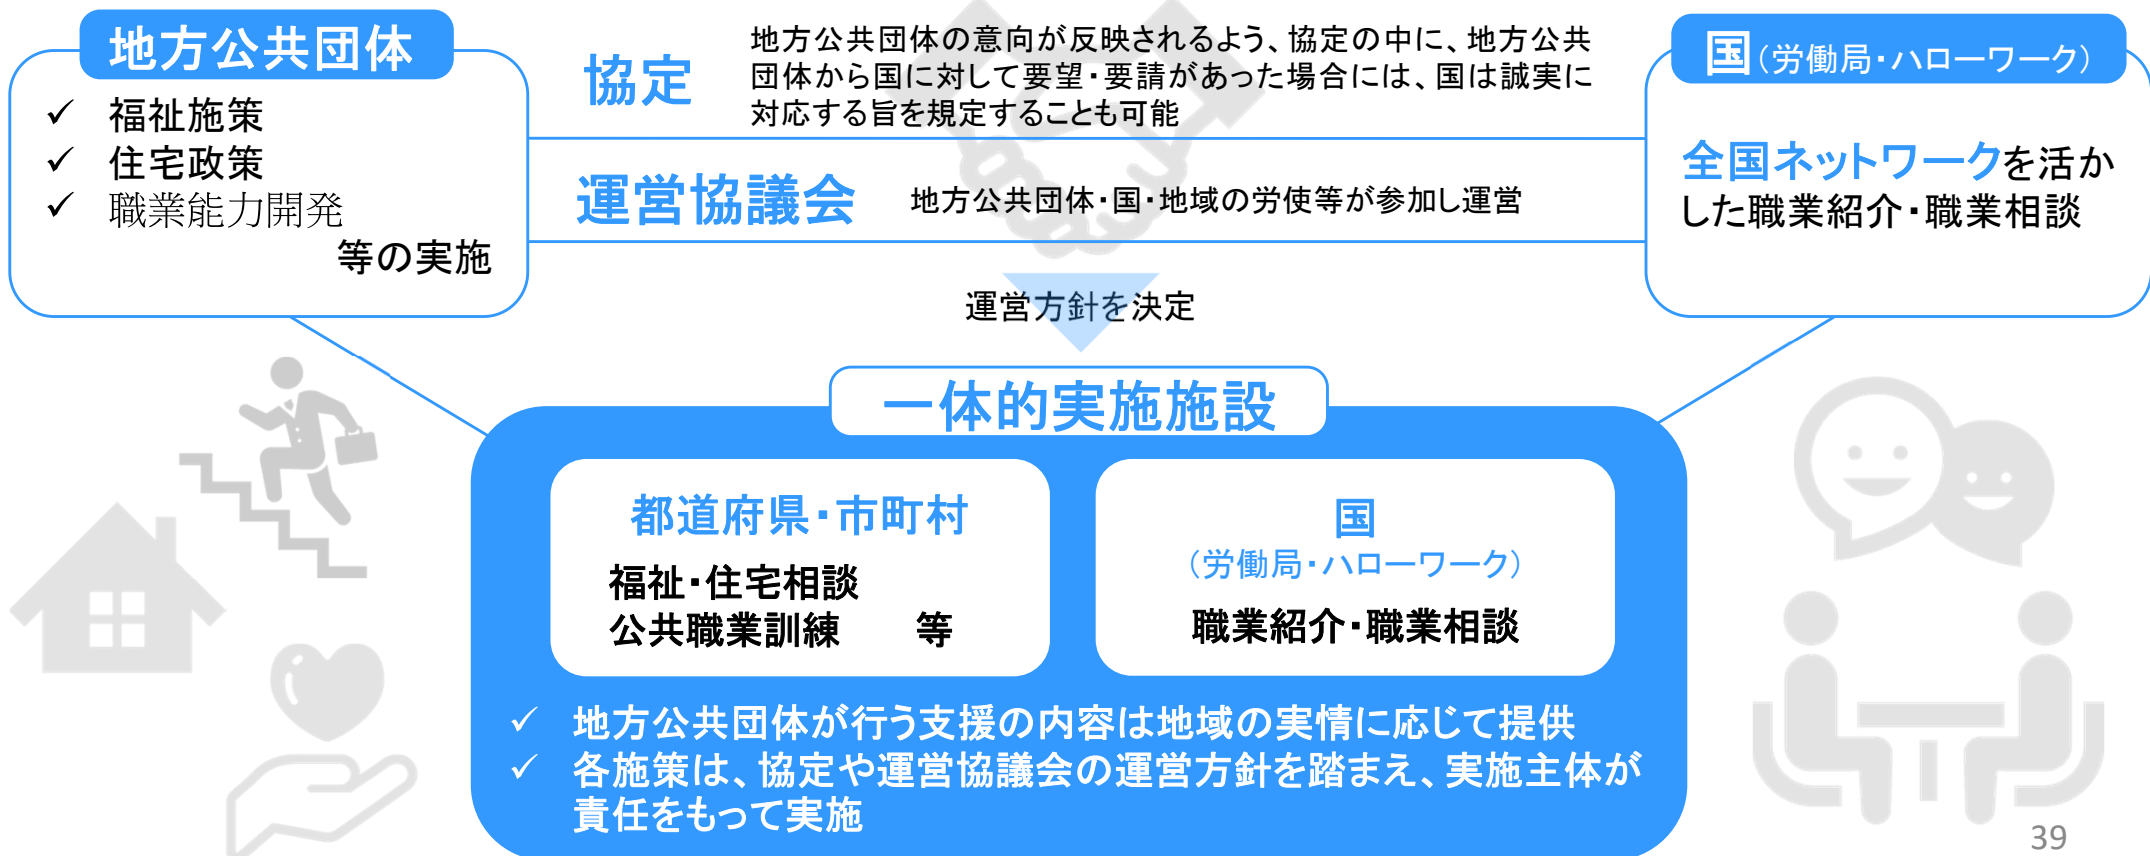 地方公共団体
✓ 福祉施策
✓ 住宅政策
✓ 職業能力開発
等の実施
協定
地方公共団体の意向が反映されるよう、協定の中に、地方公共
団体から国に対して要望・要請があった場合には、国は誠実に
対応する旨を規定することも可能
運営協議会
地方公共団体・国・地域の労使等が参加し運営
国（労働局・ハローワーク）
全国ネットワークを活か
した職業紹介・職業相談
運営方針を決定
一体的実施施設
都道府県・市町村
福祉・住宅相談
公共職業訓練　　等
国
（労働局・ハローワーク）
職業紹介・職業相談
✓ 地方公共団体が行う支援の内容は地域の実情に応じて提供
✓ 各施策は、協定や運営協議会の運営方針を踏まえ、実施主体が
責任をもって実施
39